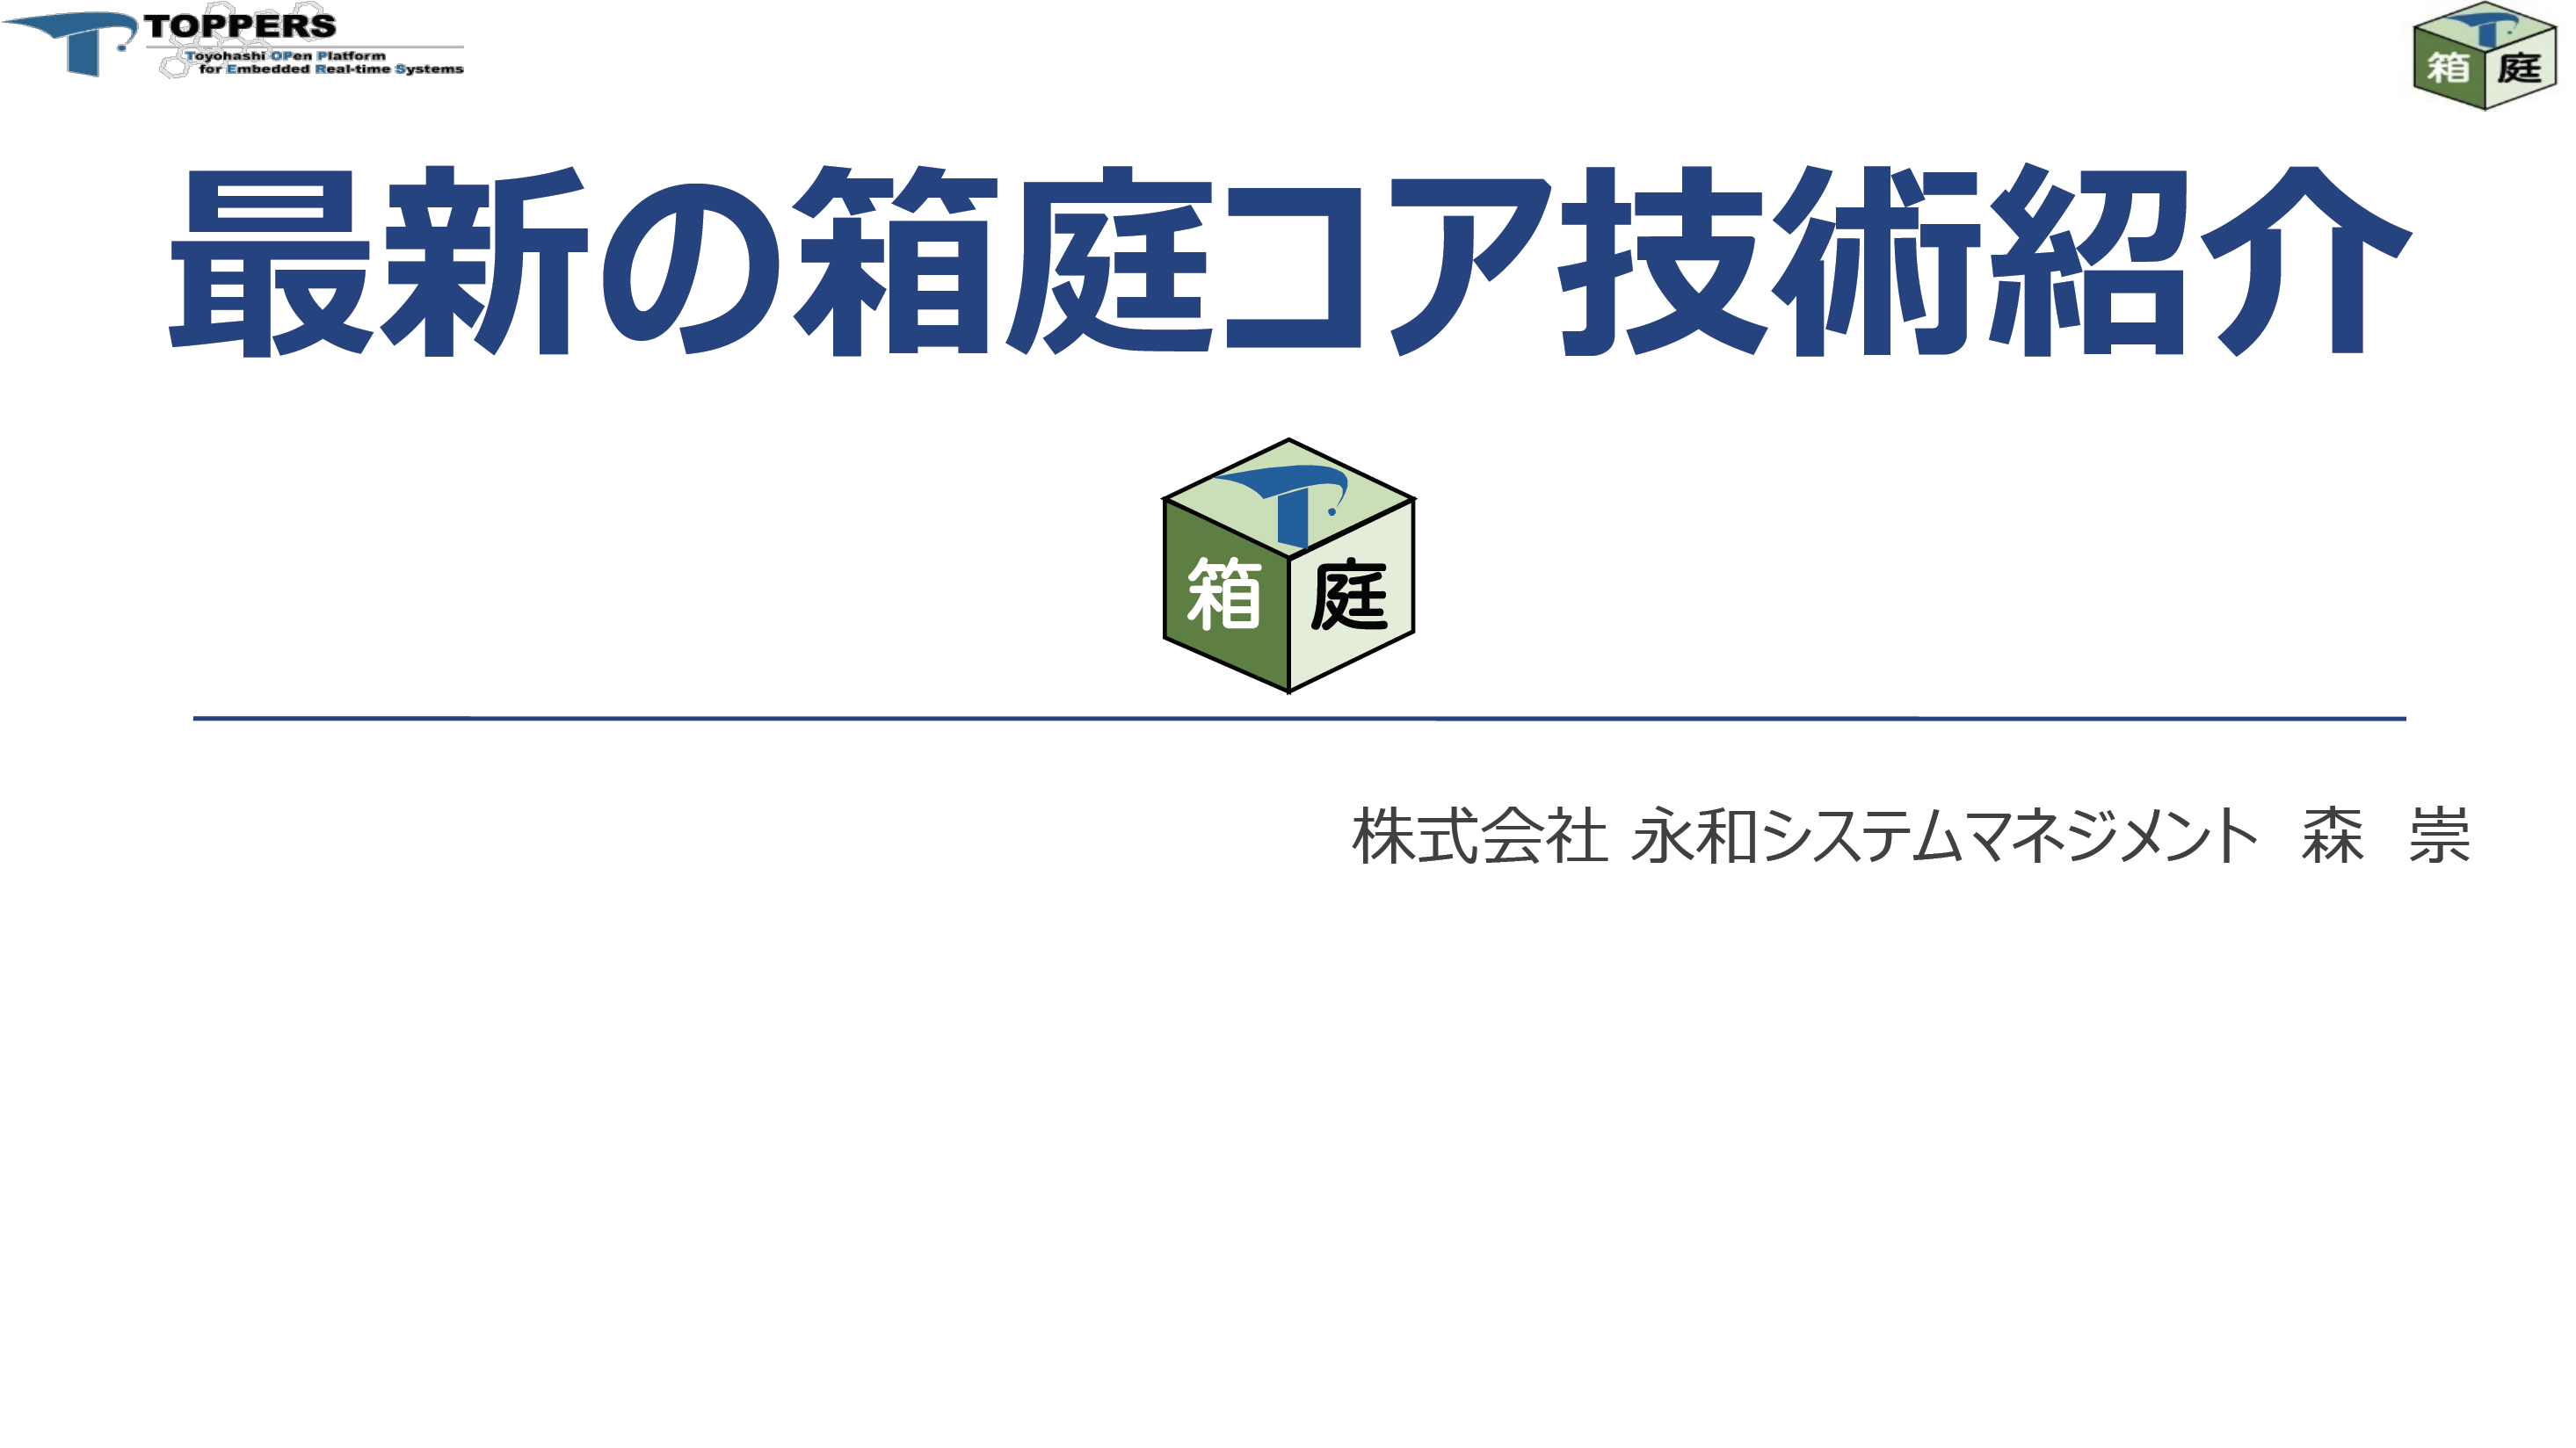 TOPPERS
Toyohashi OPen Platform
for Embedded Real-time Systems
箱 庭
最新の箱庭コア技術紹介
箱 庭
株式会社 永和システムマネジメント　森　崇